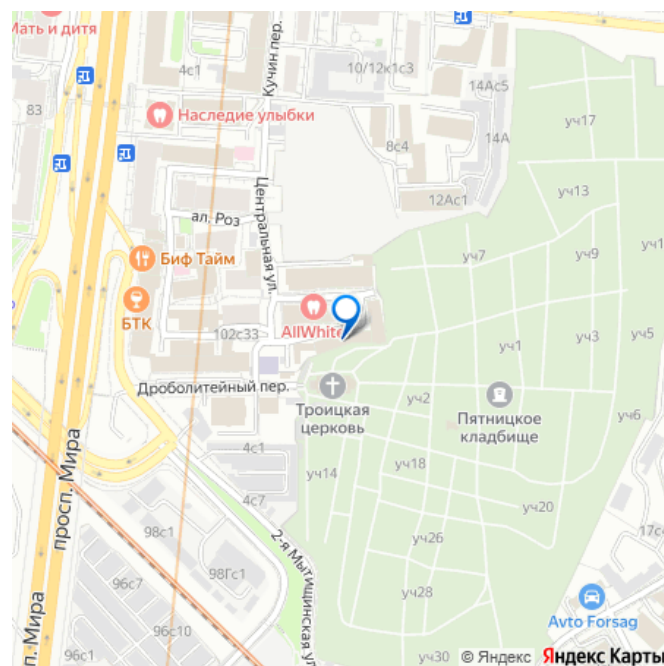 Мать и дитя
4с1
Кучин пер.
10/12к1с3
14Ас5
83
Наследие улыбки
8с4
14А
уч17
12Ас1
уч13
Центральная ул.
ал. Роз
уч7
уч9
уч1
Биф Тайм
БТК
102с33
AllWhite
уч1
уч3
уч5
Дроболитейный пер.
Троицкая
церковь
уч2
Пятницкое
кладбище
уч6
просп. Мира
4с1
уч14
уч18
4с7
уч20
98с1
2-я Мытищинская ул.
уч26
17с
96с7
98Гс1
уч28
Avto Forsag
96с10
уч30
© Яндекс
Яндекс Карты